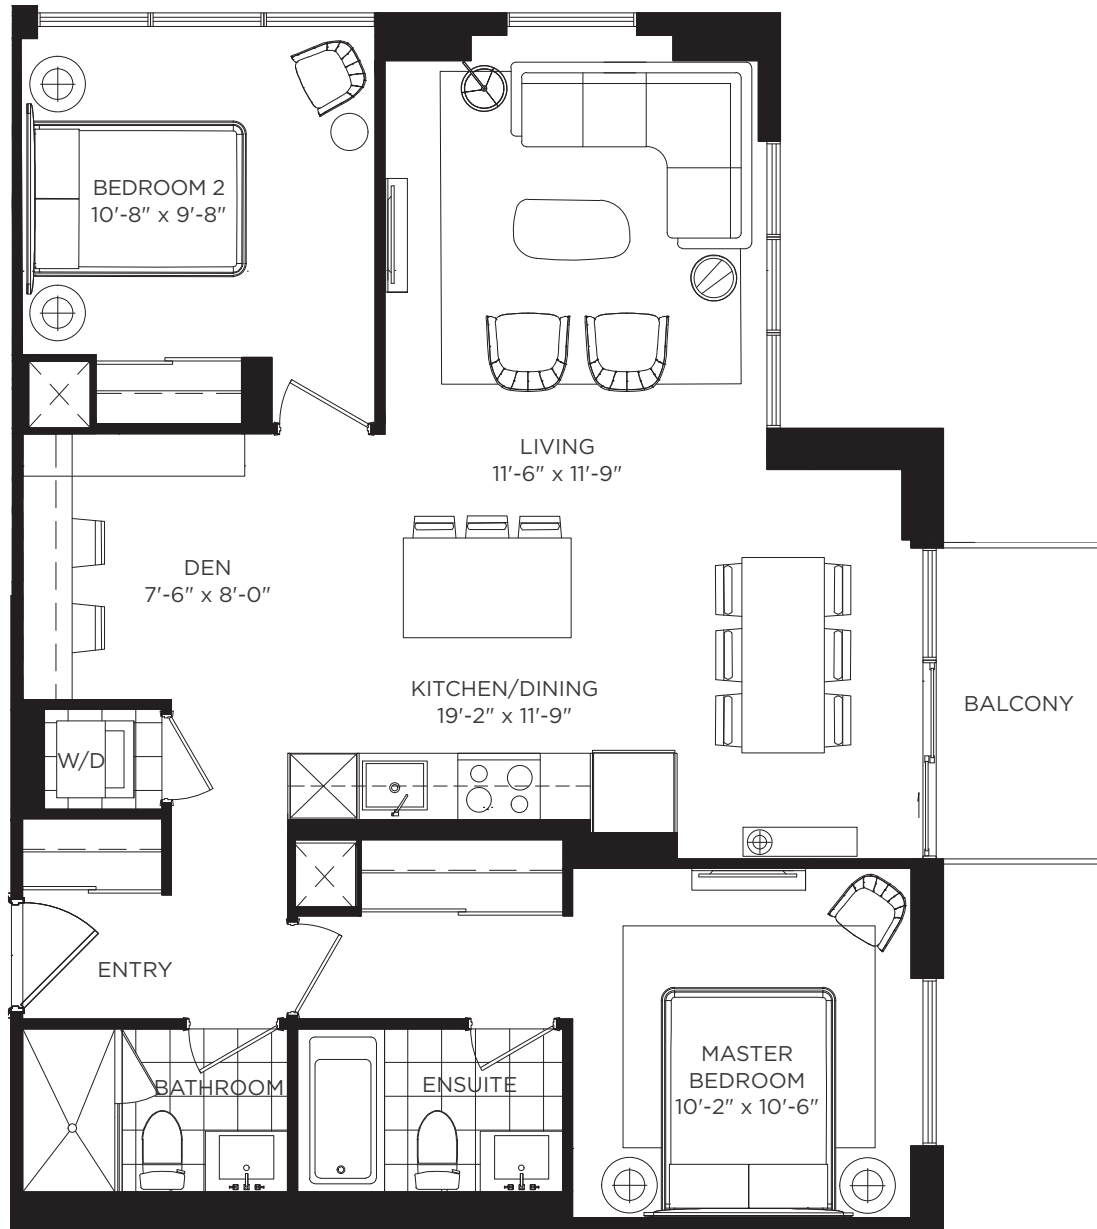 BEDROOM 2
10'-8" x 9'-8"
LIVING
11'-6" x 11'-9"
DEN
7'-6" x 8'-0"
KITCHEN/DINING
19'-2" x 11'-9"
BALCONY
W/D
ENTRY
BATHROOM
ENSUITE
MASTER
BEDROOM
10'-2" x 10'-6"